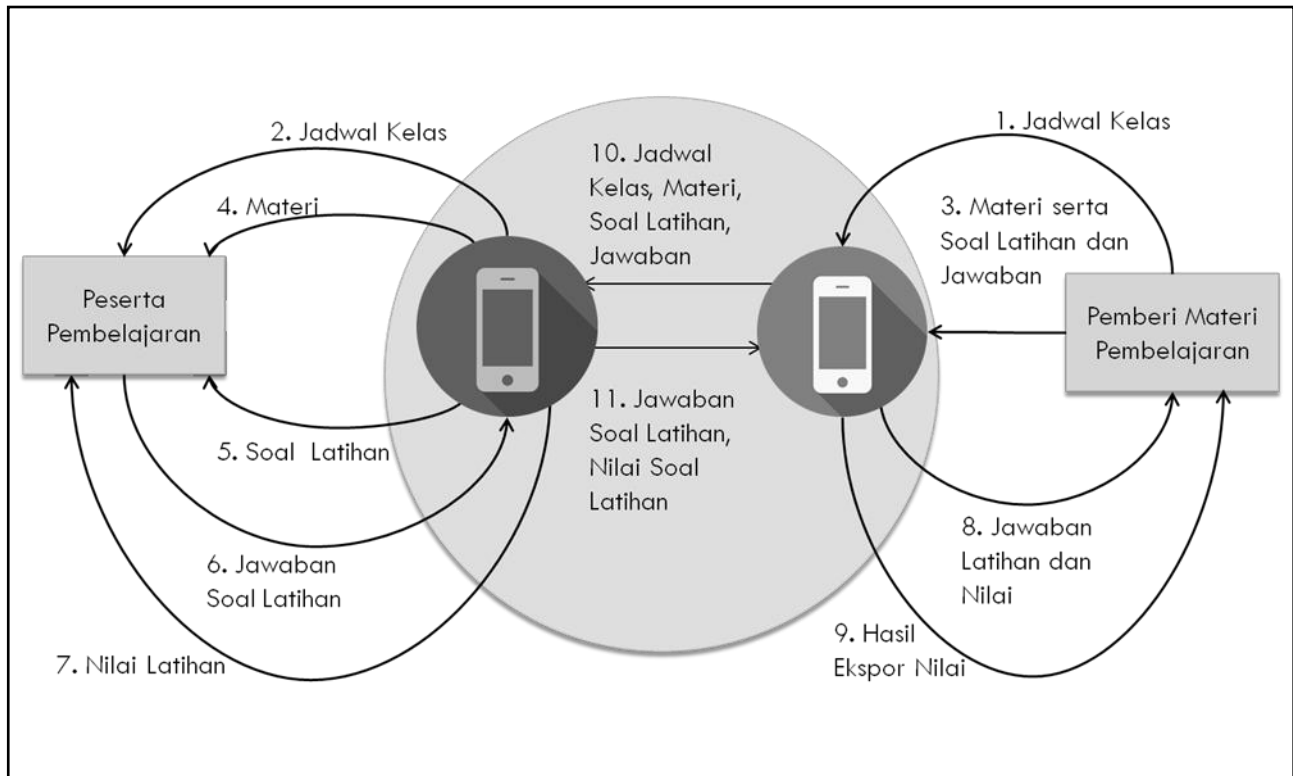 2. Jadwal Kelas
4. Materi
Peserta
Pembelajaran
5. Soal Latihan
6. Jawaban
Soal Latihan
7. Nilai Latihan
10. Jadwal
Kelas, Materi,
Soal Latihan,
Jawaban
11. Jawaban
Soal Latihan,
Nilai Soal
Latihan
1. Jadwal Kelas
3. Materi serta
Soal Latihan dan
Jawaban
Pemberi Materi
Pembelajaran
8. Jawaban
Latihan dan
Nilai
9. Hasil
Ekspor Nilai